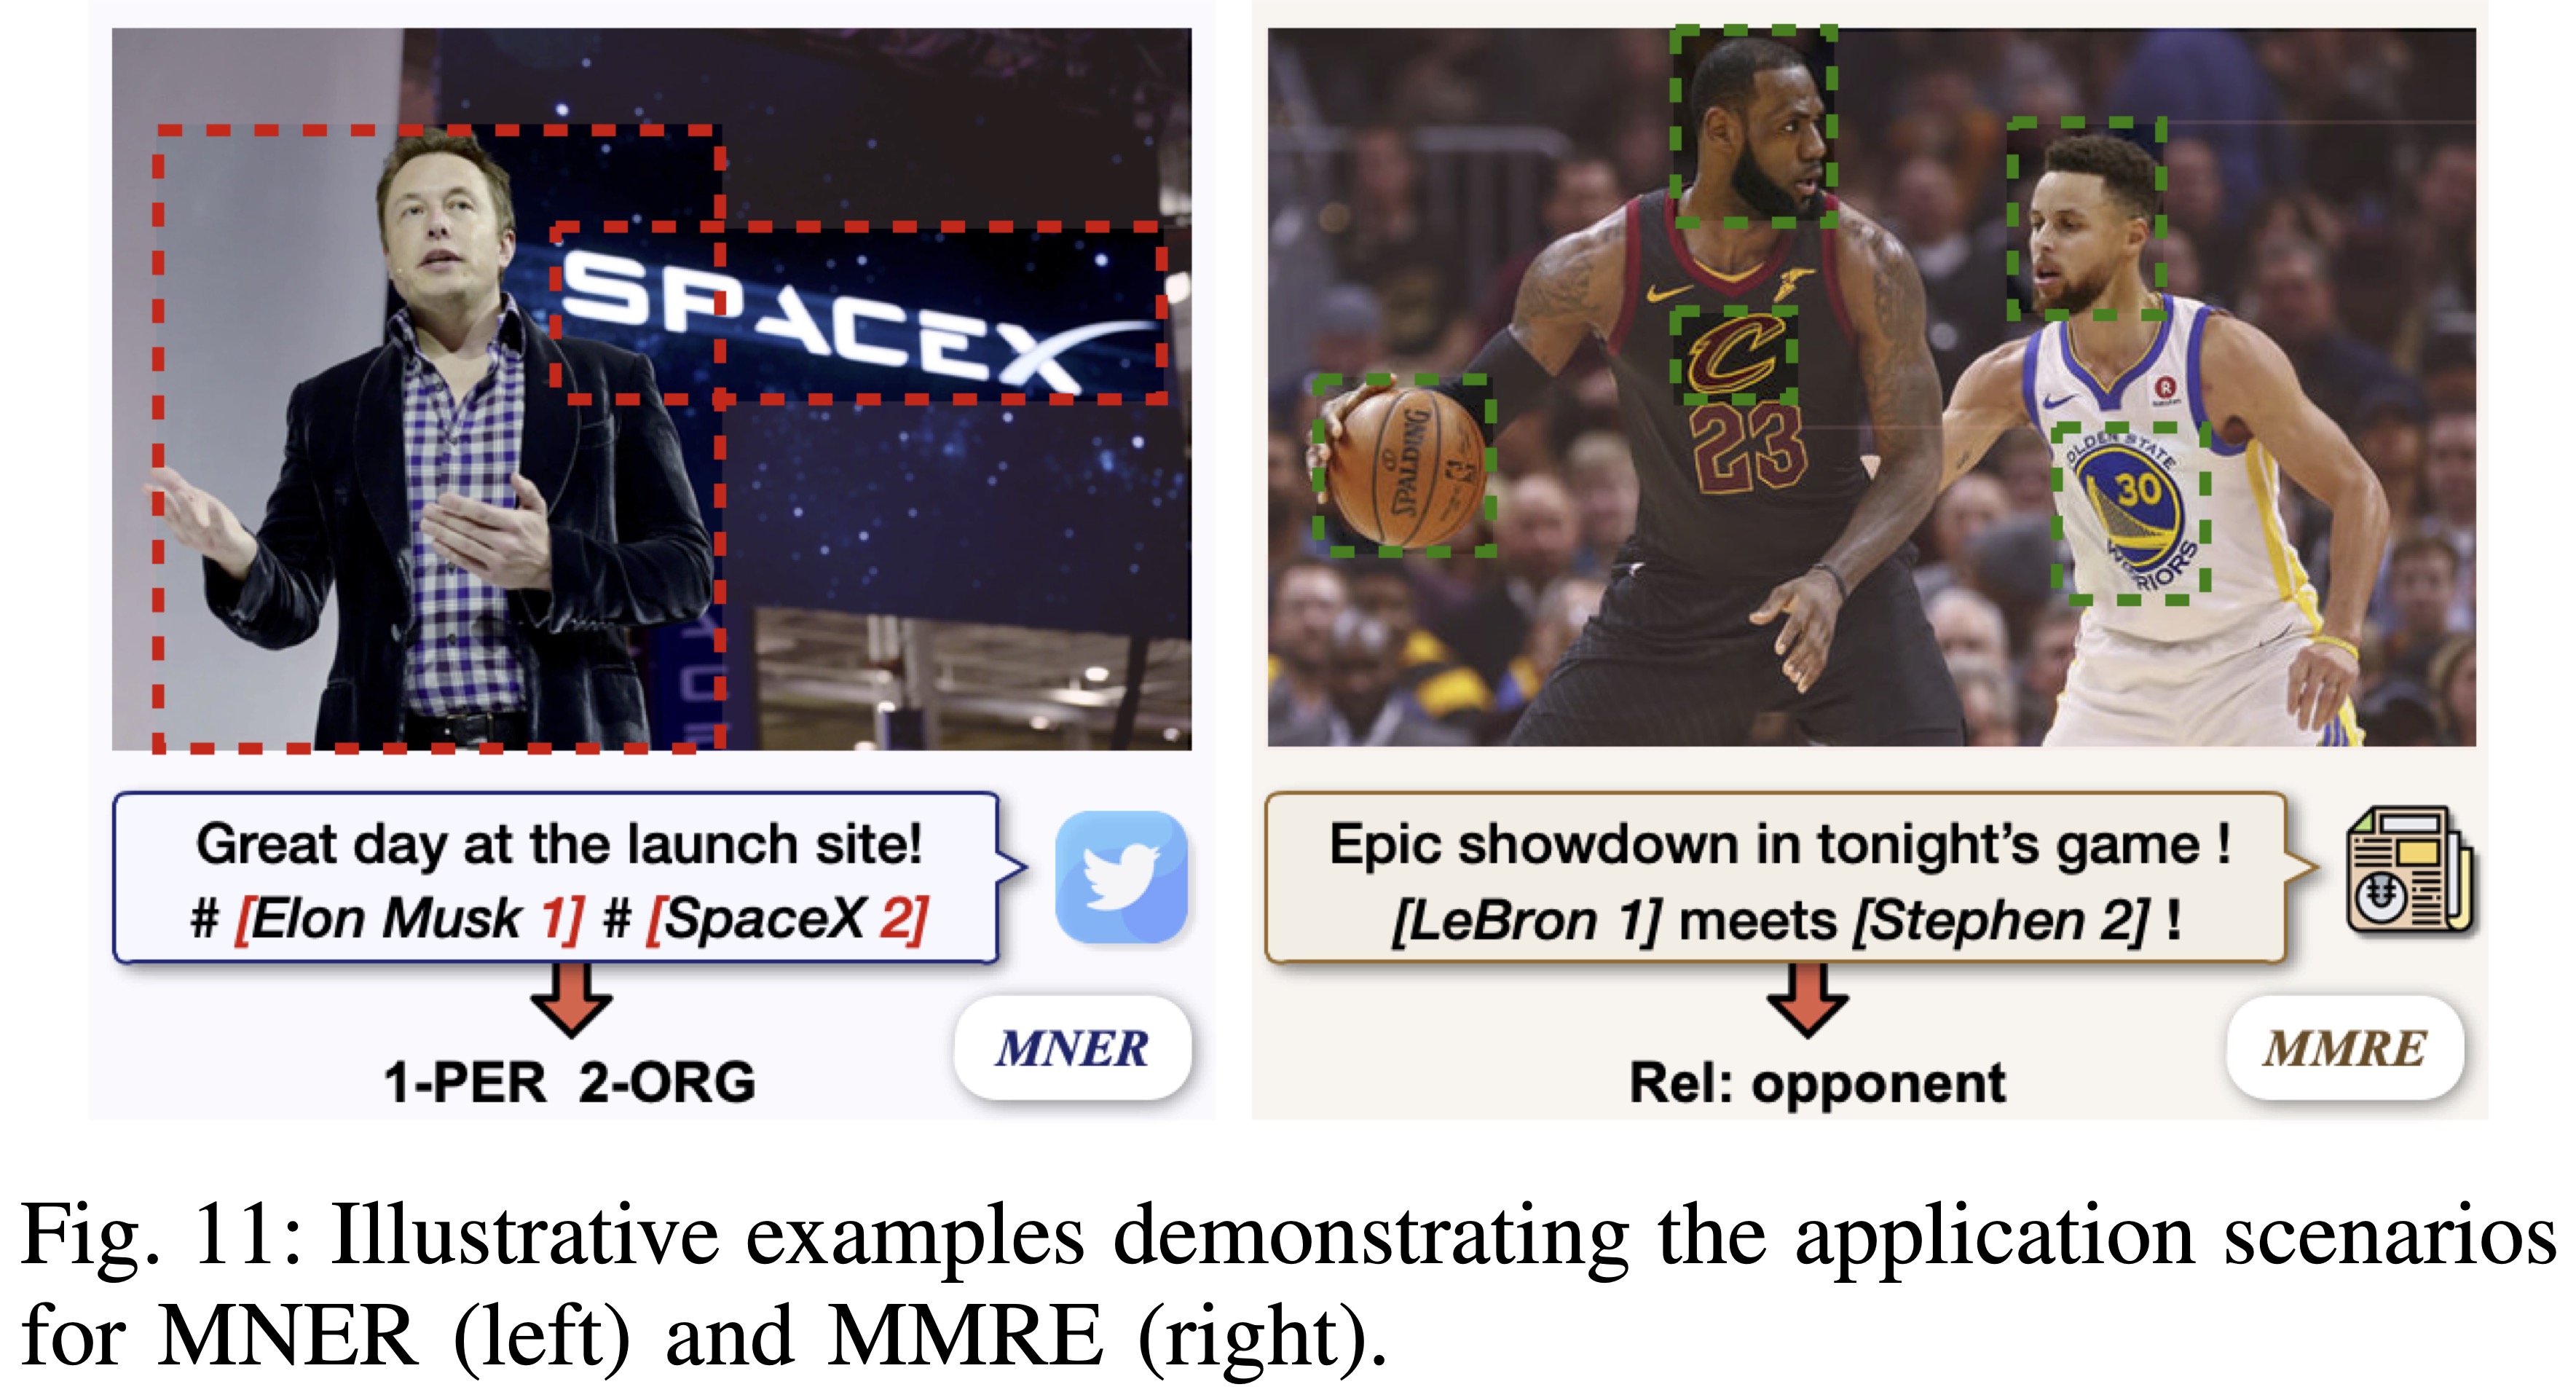 SPACEX
SPALDING
23
GOLDEN STATE
30
WARRIORS
Great day at the launch site!
# [Elon Musk 1] # [SpaceX 2]
1-PER 2-ORG
MNER
Epic showdown in tonight's game !
[LeBron 1] meets [Stephen 2] !
Rel: opponent
MMRE
Fig. 11: Illustrative examples demonstrating the application scenarios
for MNER (left) and MMRE (right).